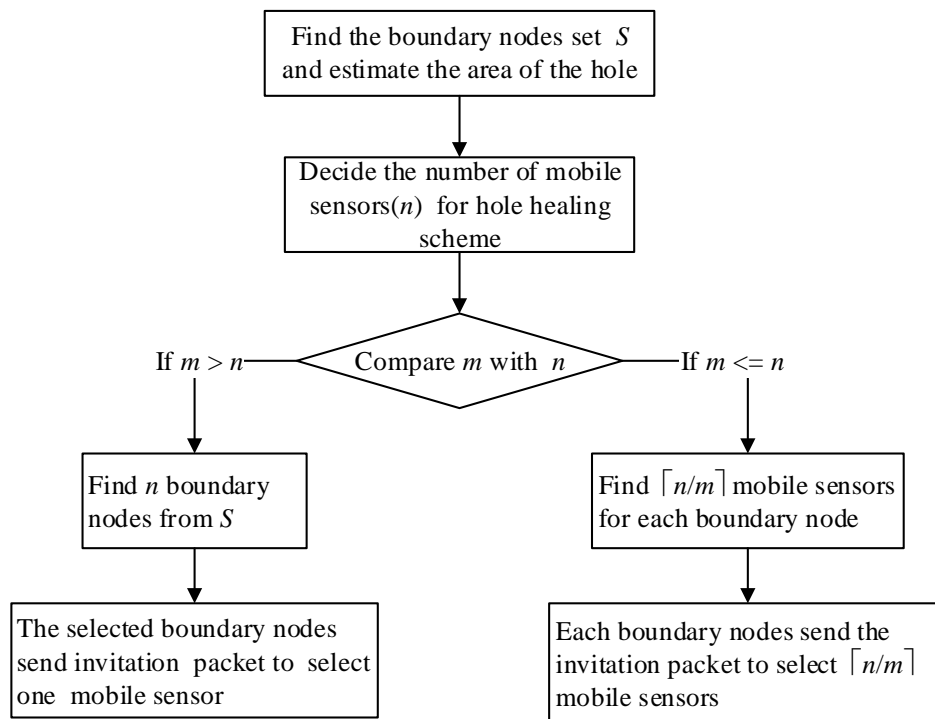 Find the boundary nodes set S
and estimate the area of the hole
Decide the number of mobile
sensors(n) for hole healing
scheme
Compare m with n
If m > n
If m <= n
Find n boundary
nodes from S
Find ⌈n/m⌉ mobile sensors
for each boundary node
The selected boundary nodes
send invitation packet to select
one mobile sensor
Each boundary nodes send the
invitation packet to select ⌈n/m⌉
mobile sensors